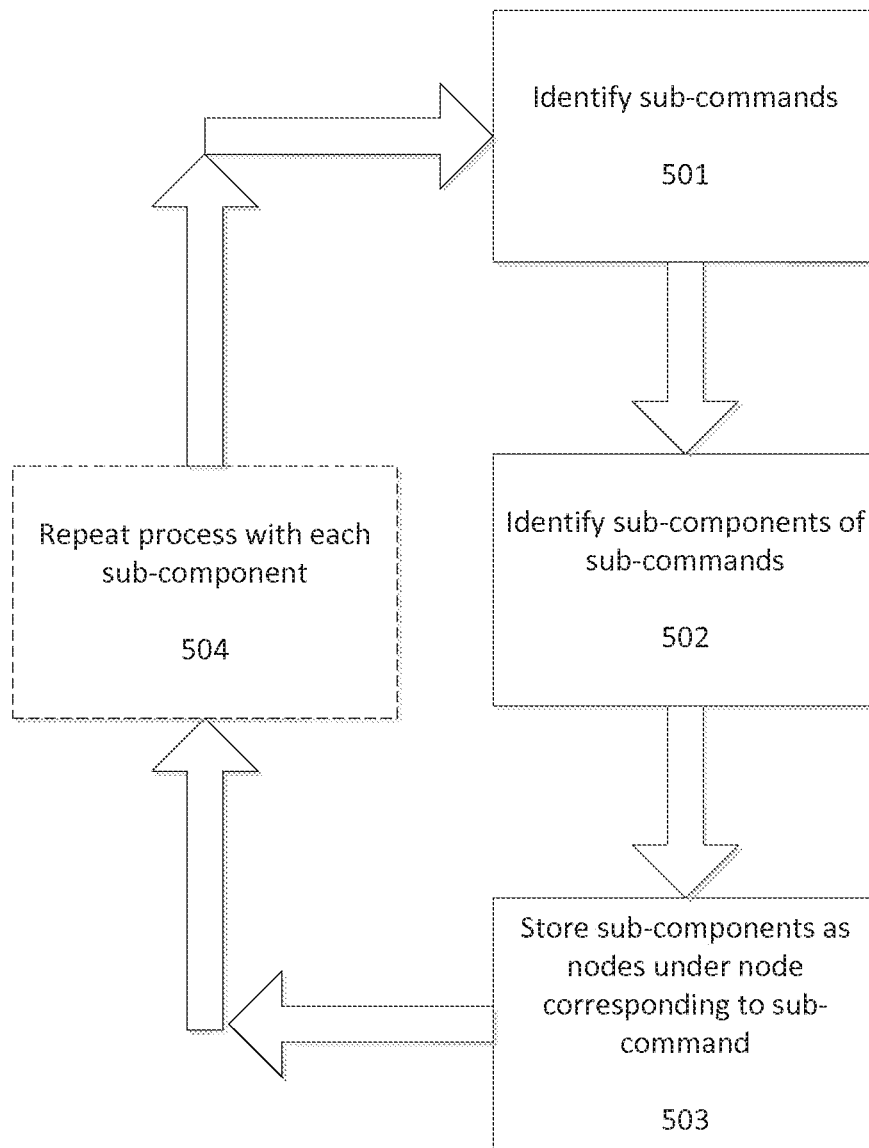 Identify sub-commands
501
Identify sub-components of
sub-commands
502
Repeat process with each
sub-component
504
Store sub-components as
nodes under node
corresponding to sub-
command
503